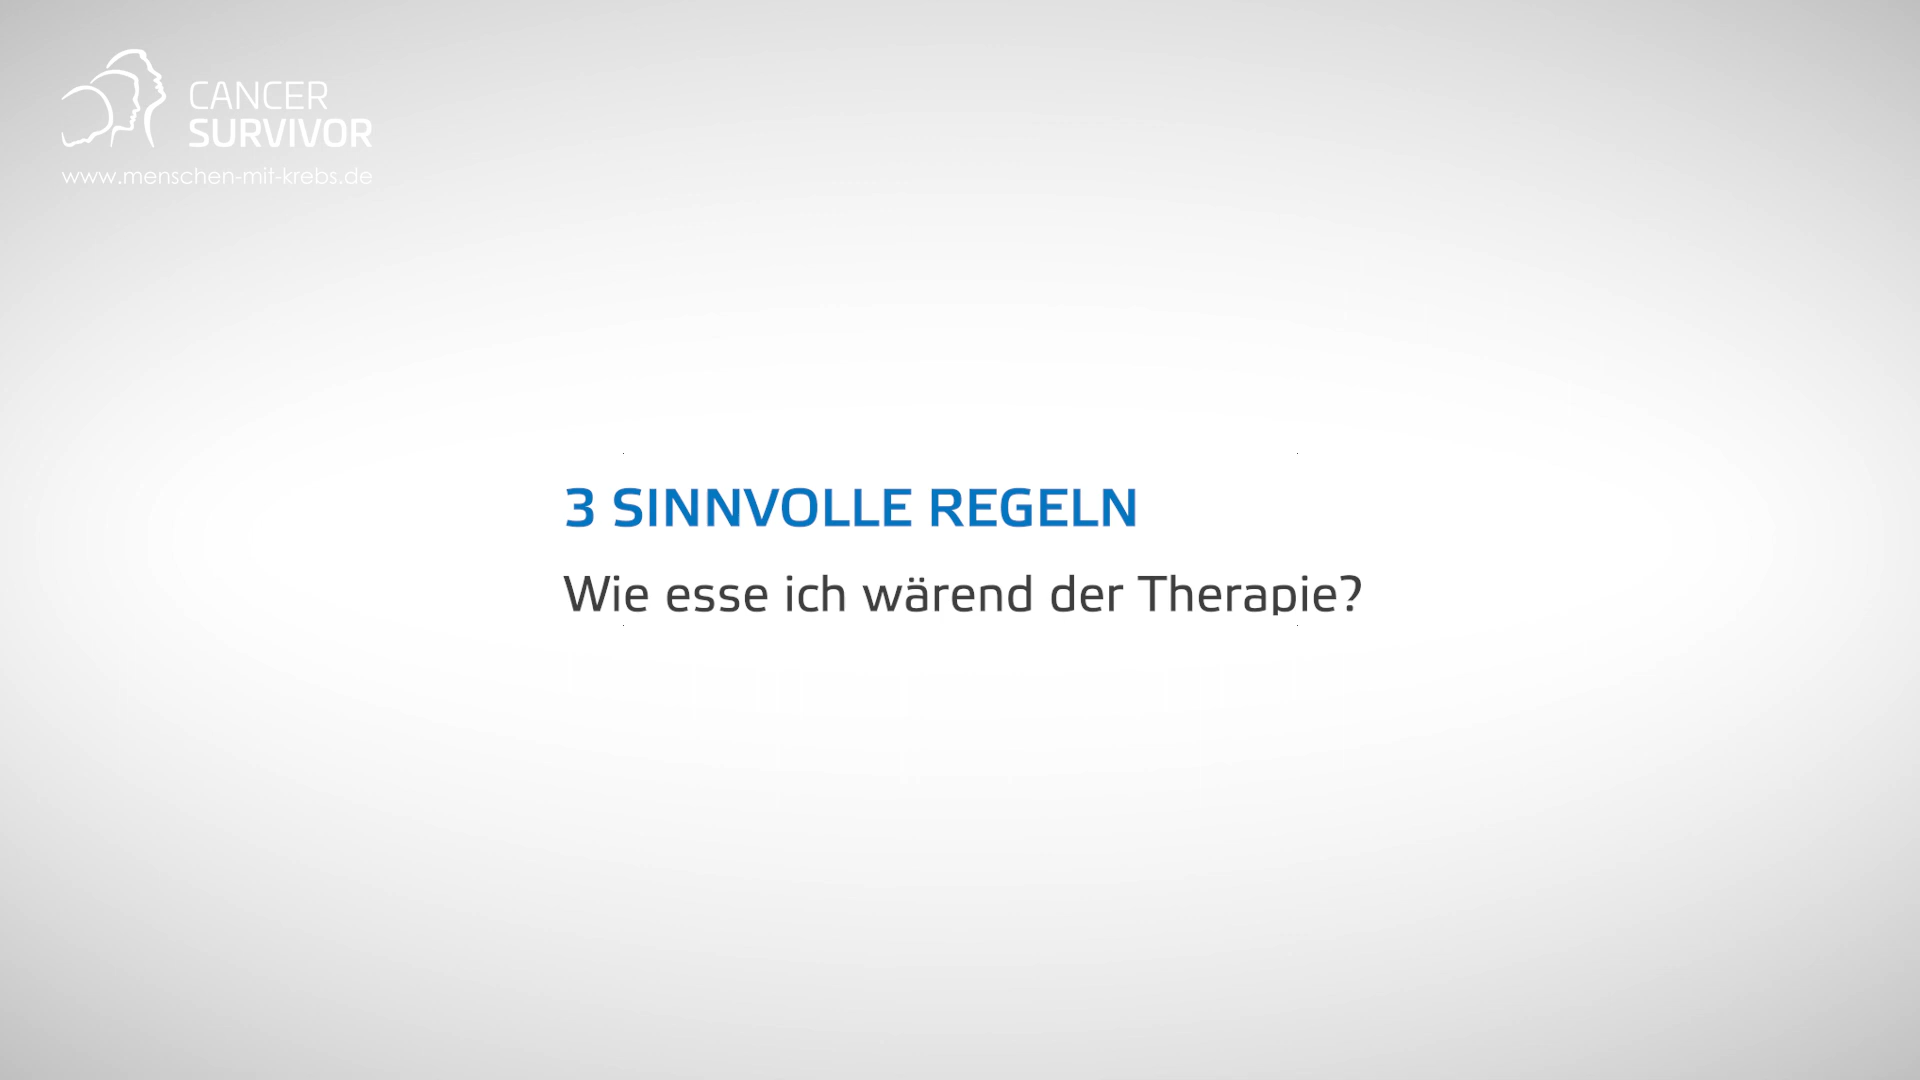 CANCER
SURVIVOR
www.menschen-mit-krebs.de
3 SINNVOLLE REGELN
Wie esse ich wärend der Therapie?